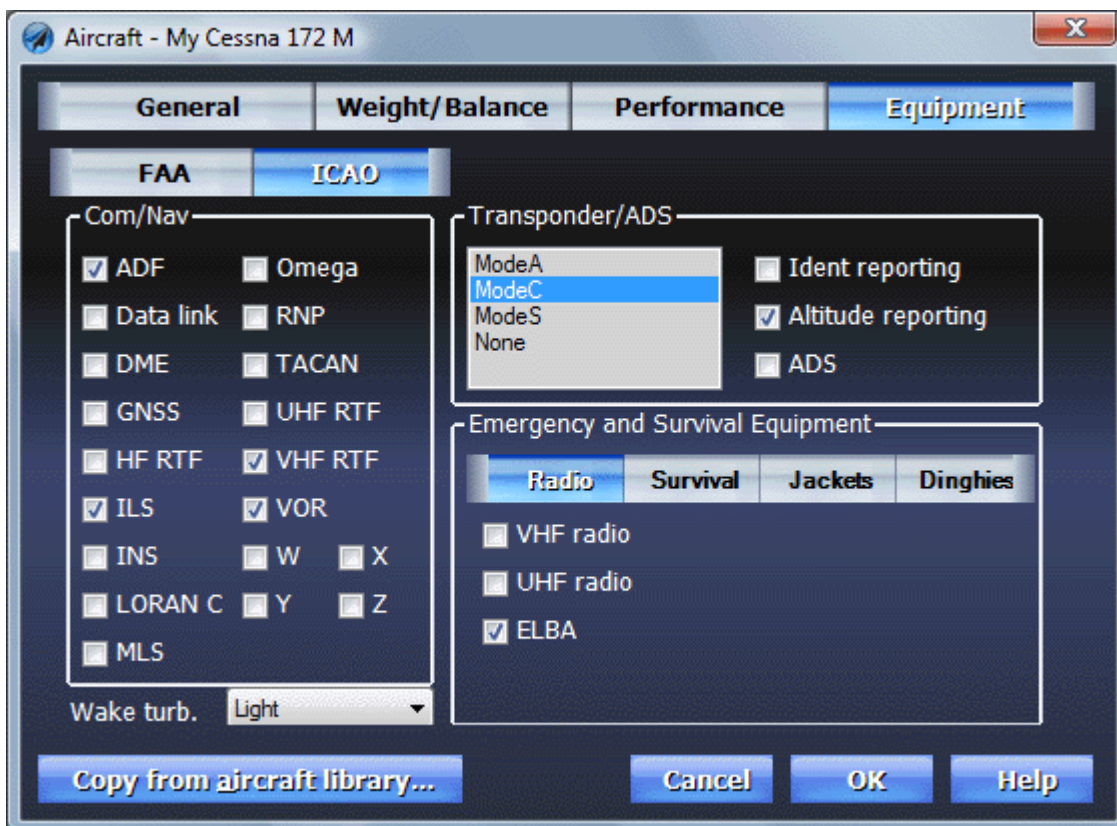 Aircraft - My Cessna 172 M
X
General Weight/Balance Performance Equipment
FAA ICAO
Com/Nav
ADF Omega
Data link RNP
DME TACAN
GNSS UHF RTF
HF RTF VHF RTF
ILS VOR
INS W X
LORAN C Y Z
MLS
Wake turb. Light
Transponder/ADS
ModeA
ModeC
ModeS
None
Ident reporting
Altitude reporting
ADS
Emergency and Survival Equipment
Radio Survival Jackets Dinghies
VHF radio
UHF radio
ELBA
Copy from aircraft library... Cancel OK Help